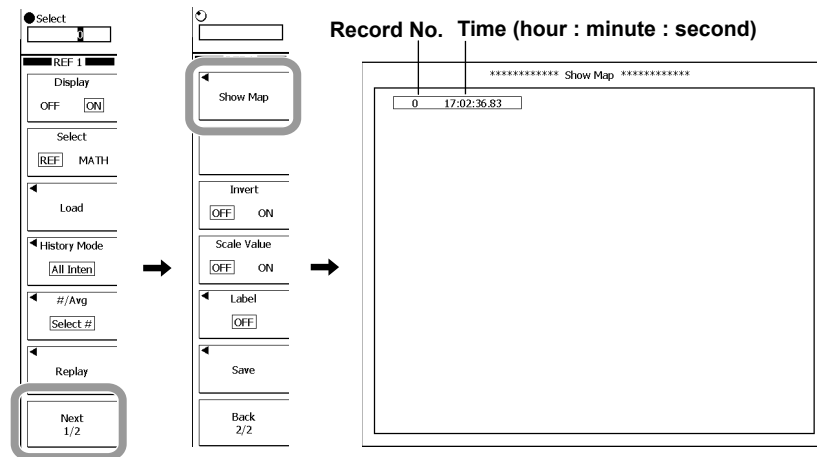 Select
0
REF 1
Display
OFF ON
Select
REF MATH
Load
History Mode
All Inten
#/Avg
Select #
Replay
Next
1/2
Show Map
Invert
OFF ON
Scale Value
OFF ON
Label
OFF
Save
Back
2/2
Record No. Time (hour : minute : second)
************ Show Map ************
0 17:02:36.83